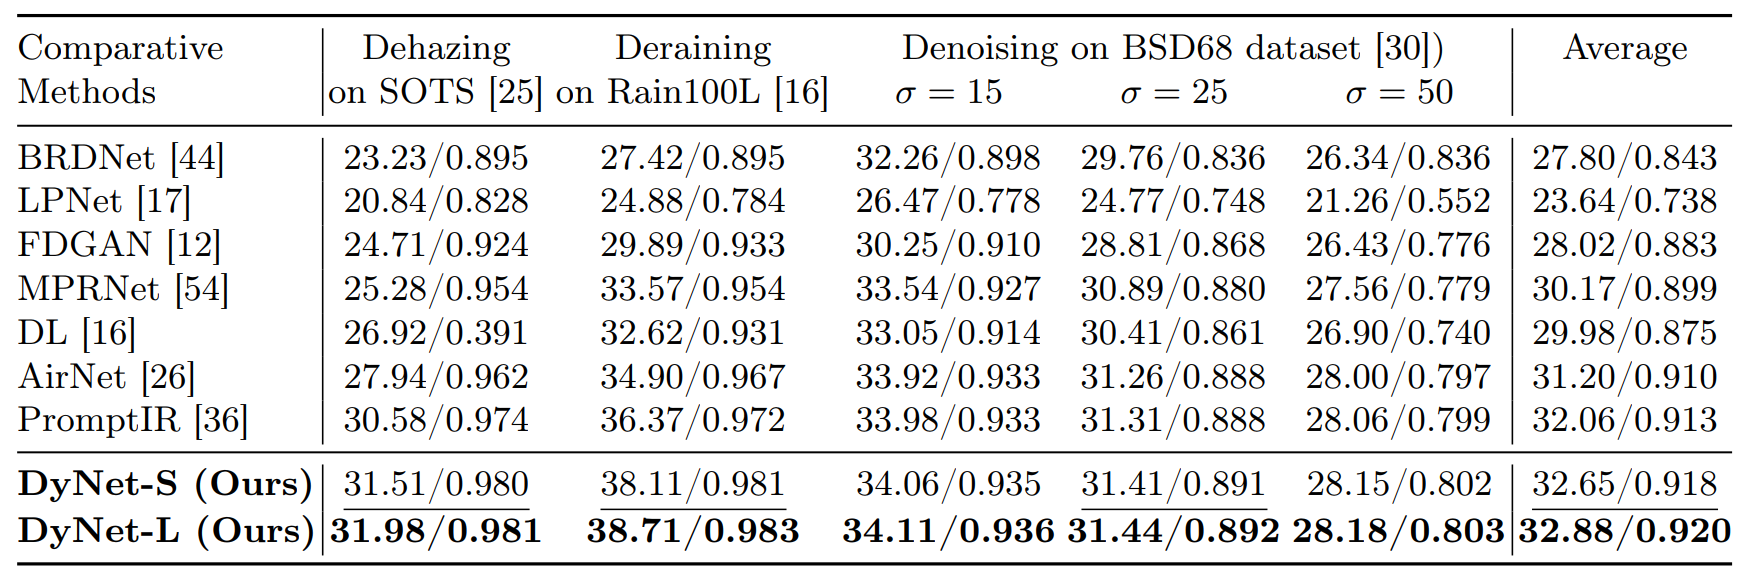 Comparative Dehazing Deraining Denoising on BSD68 dataset [30]) Average
Methods on SOTS [25] on Rain100L [16] σ = 15 σ = 25 σ = 50
BRDNet [44] 23.23/0.895 27.42/0.895 32.26/0.898 29.76/0.836 26.34/0.836 27.80/0.843
LPNet [17] 20.84/0.828 24.88/0.784 26.47/0.778 24.77/0.748 21.26/0.552 23.64/0.738
FDGAN [12] 24.71/0.924 29.89/0.933 30.25/0.910 28.81/0.868 26.43/0.776 28.02/0.883
MPRNet [54] 25.28/0.954 33.57/0.954 33.54/0.927 30.89/0.880 27.56/0.779 30.17/0.899
DL [16] 26.92/0.391 32.62/0.931 33.05/0.914 30.41/0.861 26.90/0.740 29.98/0.875
AirNet [26] 27.94/0.962 34.90/0.967 33.92/0.933 31.26/0.888 28.00/0.797 31.20/0.910
PromptIR [36] 30.58/0.974 36.37/0.972 33.98/0.933 31.31/0.888 28.06/0.799 32.06/0.913
DyNet-S (Ours) 31.51/0.980 38.11/0.981 34.06/0.935 31.41/0.891 28.15/0.802 32.65/0.918
DyNet-L (Ours) 31.98/0.981 38.71/0.983 34.11/0.936 31.44/0.892 28.18/0.803 32.88/0.920